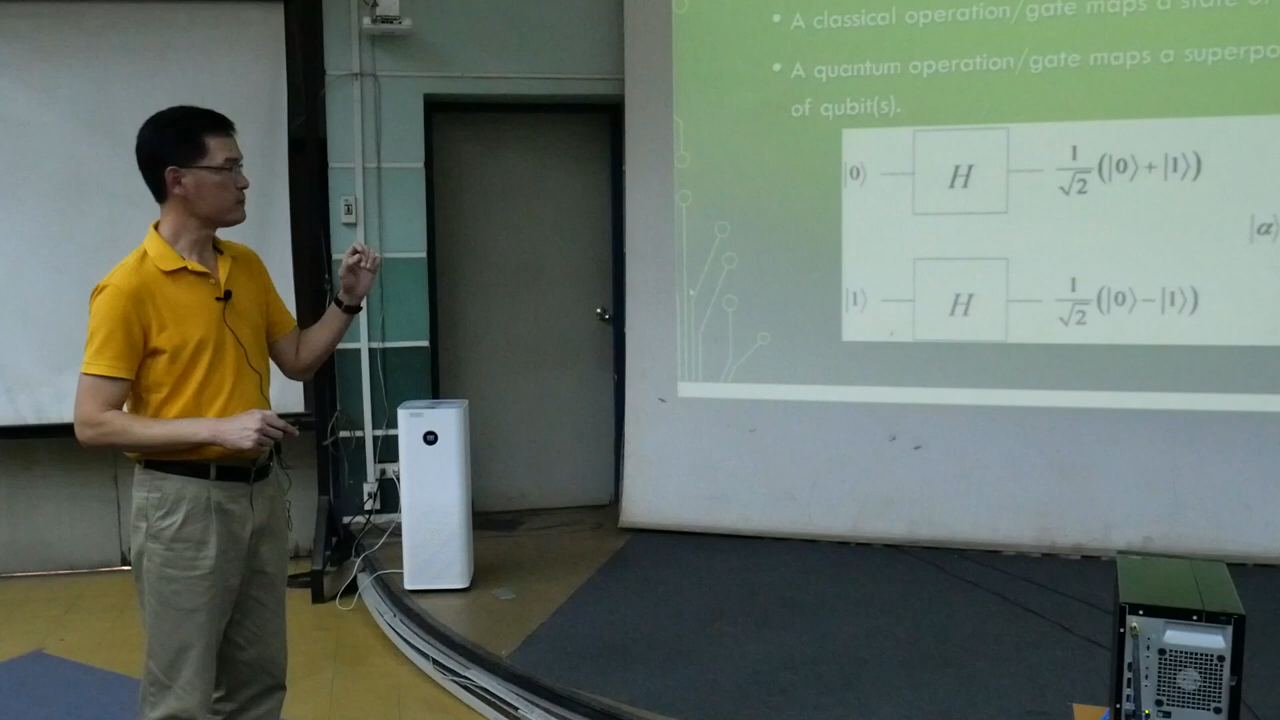 • A classical operation/gate maps a state of
• A quantum operation/gate maps a superpo
of qubit(s).
|0⟩ H 1/√2 (|0⟩+|1⟩)
|α⟩
|1⟩ H 1/√2 (|0⟩−|1⟩)